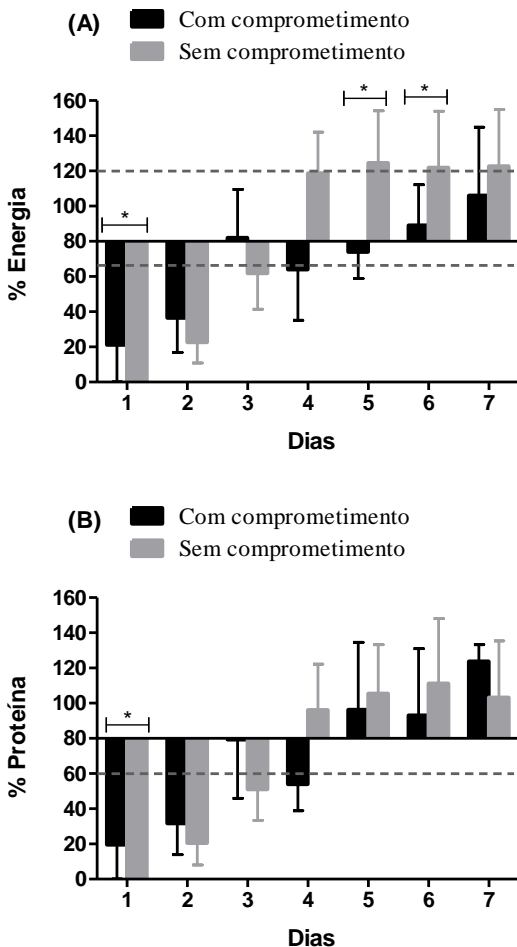 (A)
Com comprometimento
Sem comprometimento
% Energia
160
140
120
100
80
60
40
20
0
*
*
*
1 2 3 4 5 6 7
Dias
(B)
Com comprometimento
Sem comprometimento
% Proteína
160
140
120
100
80
60
40
20
0
*
1 2 3 4 5 6 7
Dias